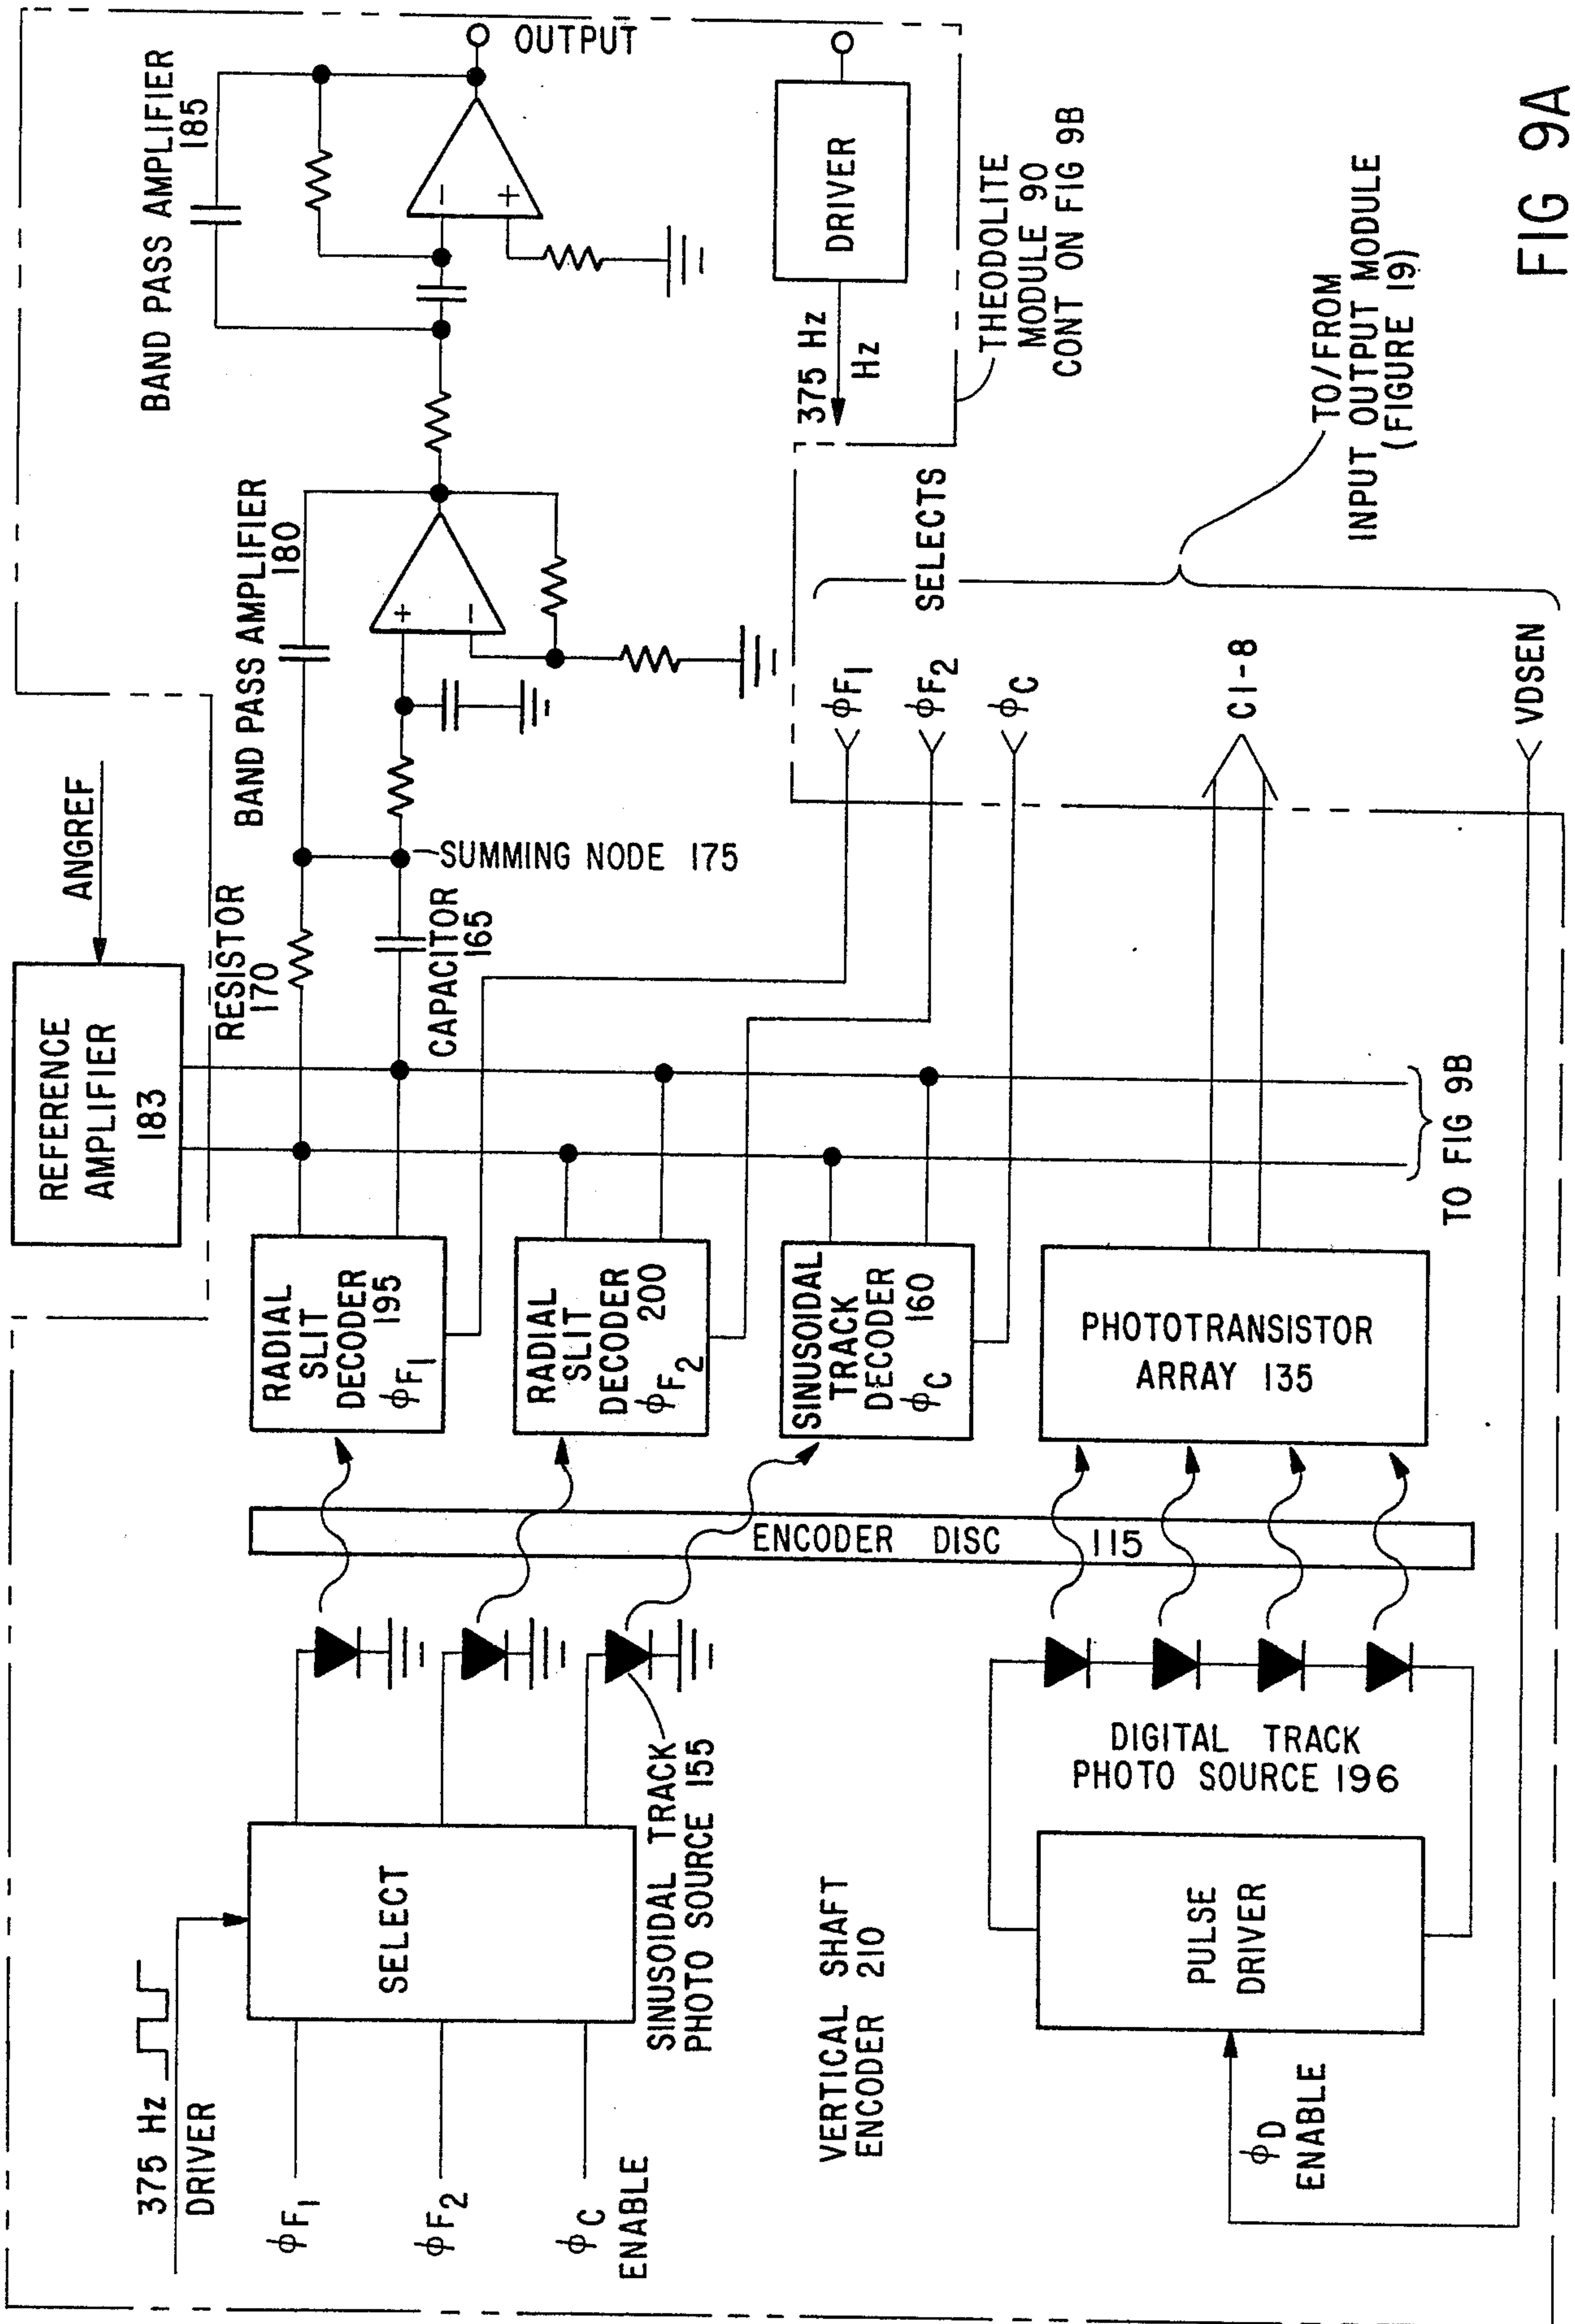 375 Hz
DRIVER
ϕF1
ϕF2
ϕC
ENABLE
SELECT
SINUSOIDAL TRACK
PHOTO SOURCE 155
VERTICAL SHAFT
ENCODER 210
ϕD
ENABLE
PULSE
DRIVER
DIGITAL TRACK
PHOTO SOURCE 196
ENCODER DISC 115
REFERENCE
AMPLIFIER
183
ANGREF
RADIAL
SLIT
DECODER
195
ϕF1
RADIAL
SLIT
DECODER
200
ϕF2
SINUSOIDAL
TRACK
DECODER
160
ϕC
PHOTOTRANSISTOR
ARRAY 135
TO FIG 9B
RESISTOR
170
CAPACITOR
165
SUMMING NODE 175
BAND PASS AMPLIFIER
180
+
−
BAND PASS AMPLIFIER
185
−
+
OUTPUT
DRIVER
375 Hz
Hz
THEODOLITE
MODULE 90
CONT ON FIG 9B
ϕF1
ϕF2
ϕC
SELECTS
C1-8
VDSEN
TO/FROM
INPUT OUTPUT MODULE
(FIGURE 19)
FIG 9A